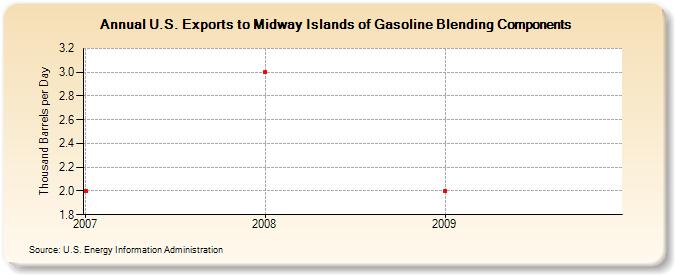 Annual U.S. Exports to Midway Islands of Gasoline Blending Components
Thousand Barrels per Day
3.2
3.0
2.8
2.6
2.4
2.2
2.0
1.8
2007 2008 2009
Source: U.S. Energy Information Administration